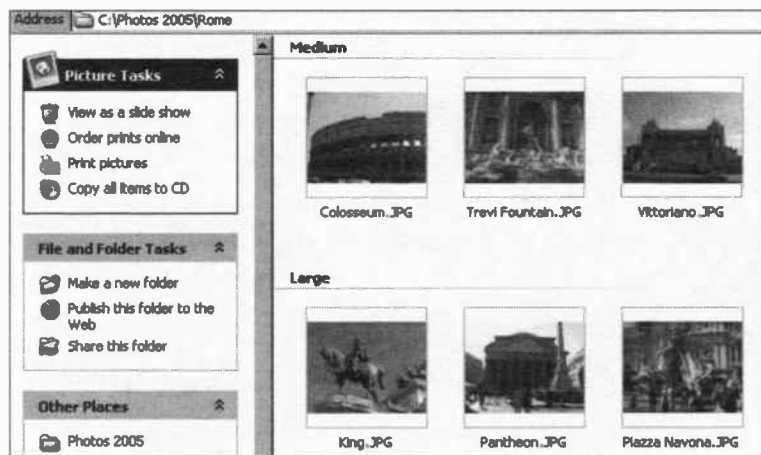 Address C:\Photos 2005\Rome
Picture Tasks
View as a slide show
Order prints online
Print pictures
Copy all items to CD
File and Folder Tasks
Make a new folder
Publish this folder to the
Web
Share this folder
Other Places
Photos 2005
Medium
Colosseum.JPG Trevi Fountain.JPG Vittoriano.JPG
Large
King.JPG Pantheon.JPG Piazza Navona.JPG